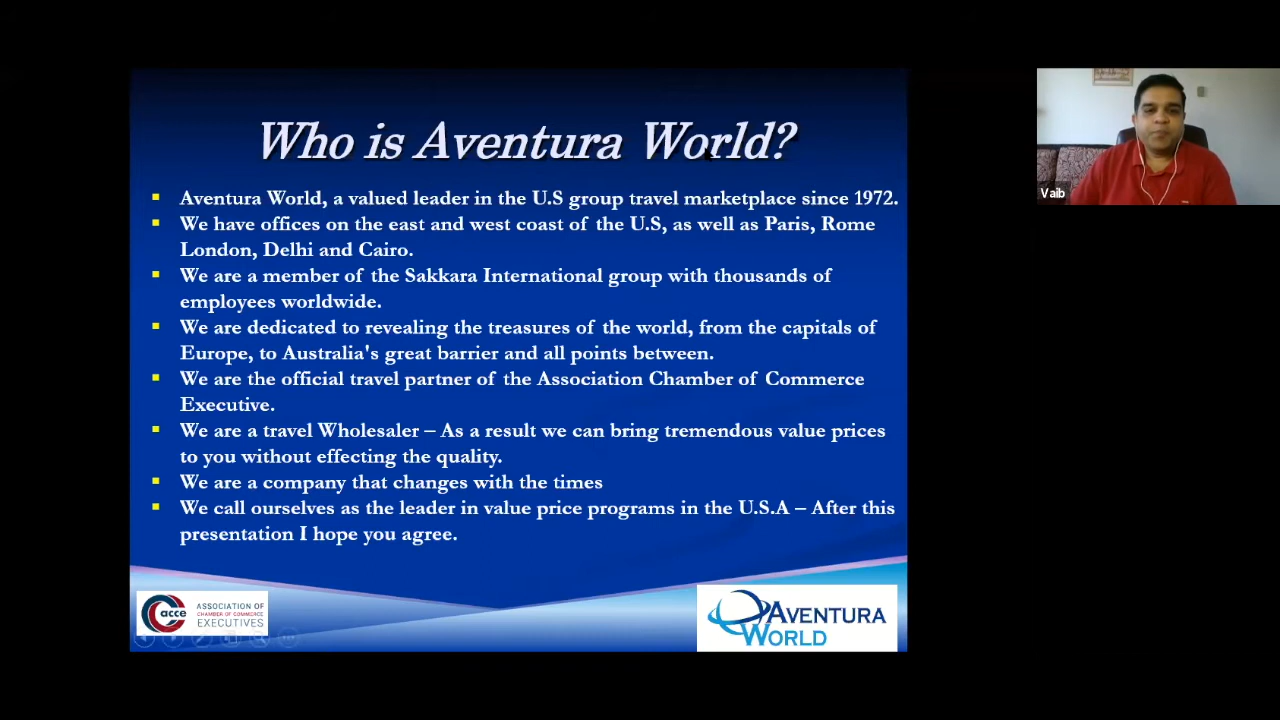 Who is Aventura World?
Aventura World, a valued leader in the U.S group travel marketplace since 1972.
We have offices on the east and west coast of the U.S, as well as Paris, Rome
London, Delhi and Cairo.
We are a member of the Sakkara International group with thousands of
employees worldwide.
We are dedicated to revealing the treasures of the world, from the capitals of
Europe, to Australia's great barrier and all points between.
We are the official travel partner of the Association Chamber of Commerce
Executive.
We are a travel Wholesaler – As a result we can bring tremendous value prices
to you without effecting the quality.
We are a company that changes with the times
We call ourselves as the leader in value price programs in the U.S.A – After this
presentation I hope you agree.
acce
ASSOCIATION OF
CHAMBER OF COMMERCE
EXECUTIVES
AVENTURA
WORLD
Vaib